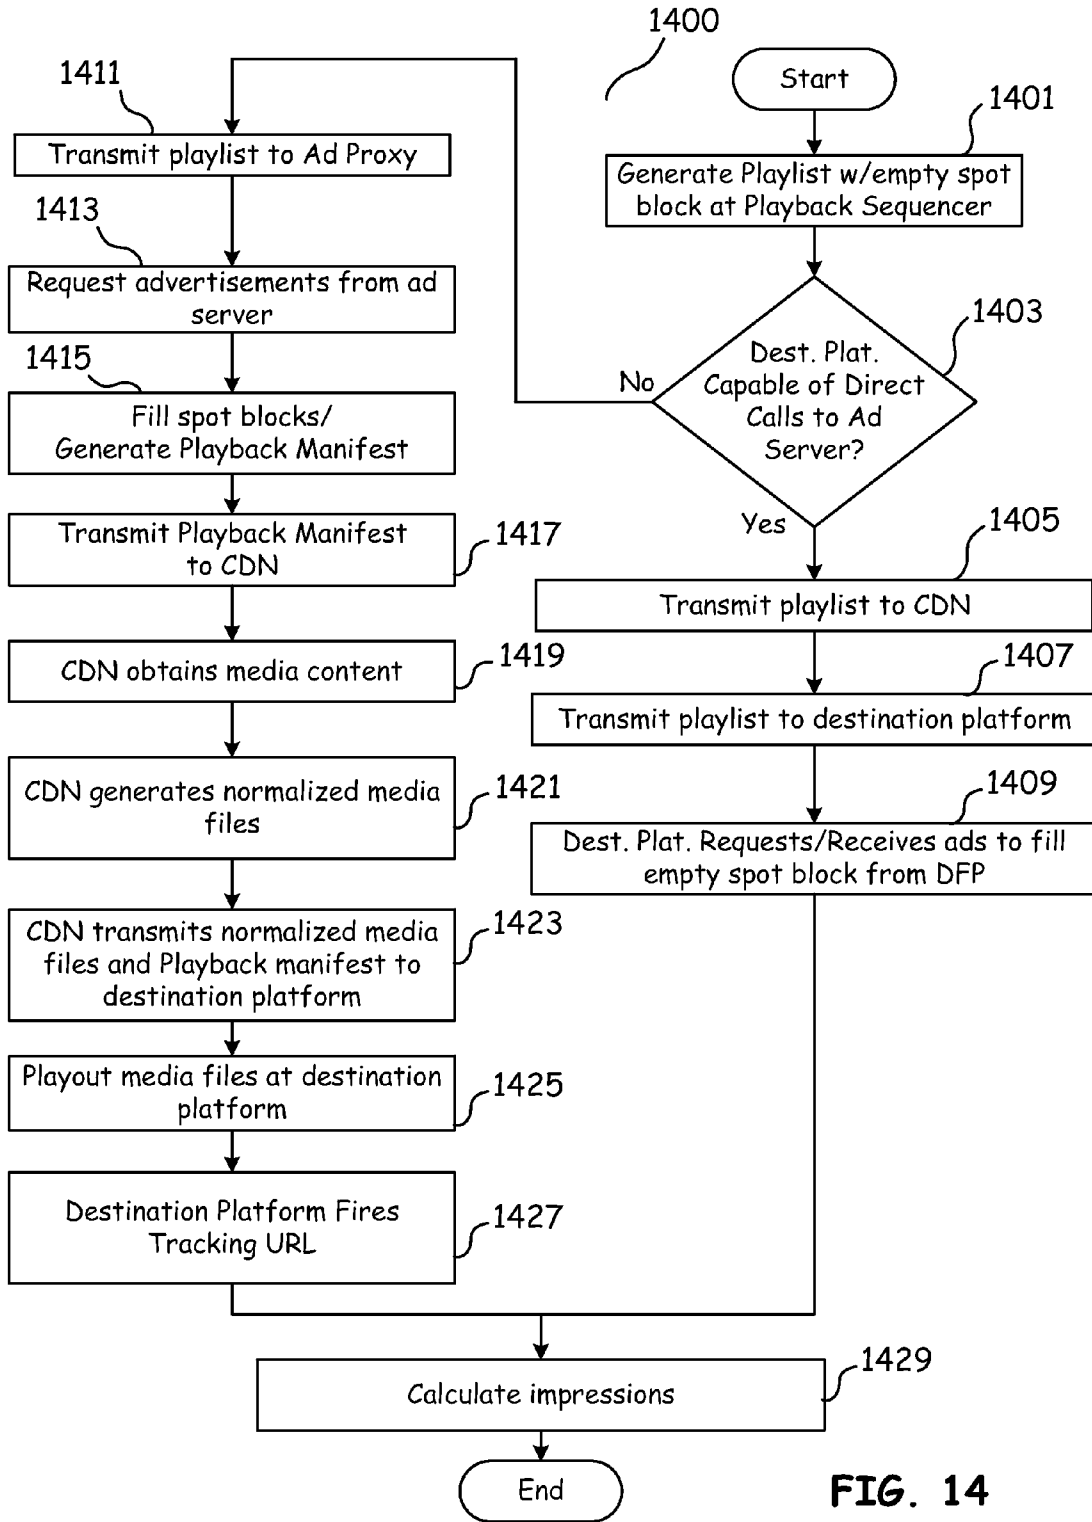 1400
Start
1401
Generate Playlist w/empty spot
block at Playback Sequencer
1403
Dest. Plat.
Capable of Direct
Calls to Ad
Server?
No
Yes
1405
Transmit playlist to CDN
1407
Transmit playlist to destination platform
1409
Dest. Plat. Requests/Receives ads to fill
empty spot block from DFP
1411
Transmit playlist to Ad Proxy
1413
Request advertisements from ad
server
1415
Fill spot blocks/
Generate Playback Manifest
Transmit Playback Manifest
to CDN
1417
CDN obtains media content
1419
CDN generates normalized media
files
1421
CDN transmits normalized media
files and Playback manifest to
destination platform
1423
Playout media files at destination
platform
1425
Destination Platform Fires
Tracking URL
1427
Calculate impressions
1429
End
FIG. 14